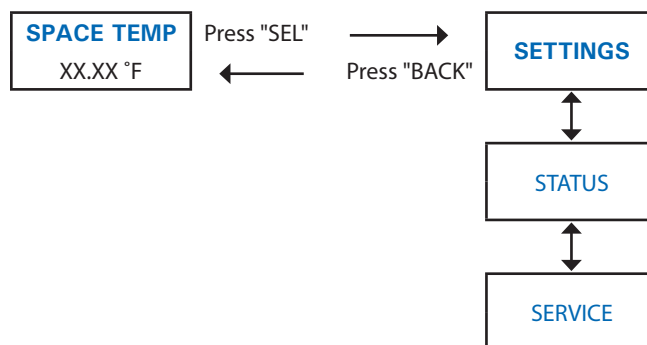 SPACE TEMP
XX.XX °F
Press "SEL"
Press "BACK"
SETTINGS
STATUS
SERVICE